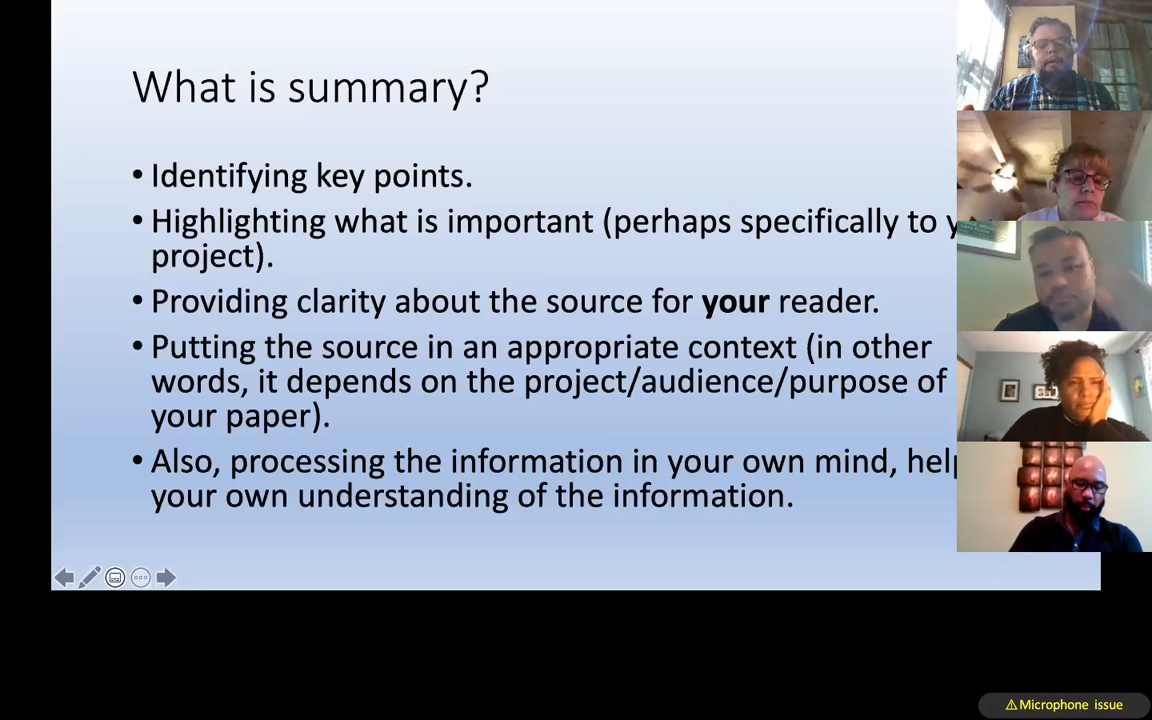 What is summary?
• Identifying key points.
• Highlighting what is important (perhaps specifically to
project).
• Providing clarity about the source for your reader.
• Putting the source in an appropriate context (in other
words, it depends on the project/audience/purpose of
your paper).
• Also, processing the information in your own mind,
your own understanding of the information.
⚠Microphone issue